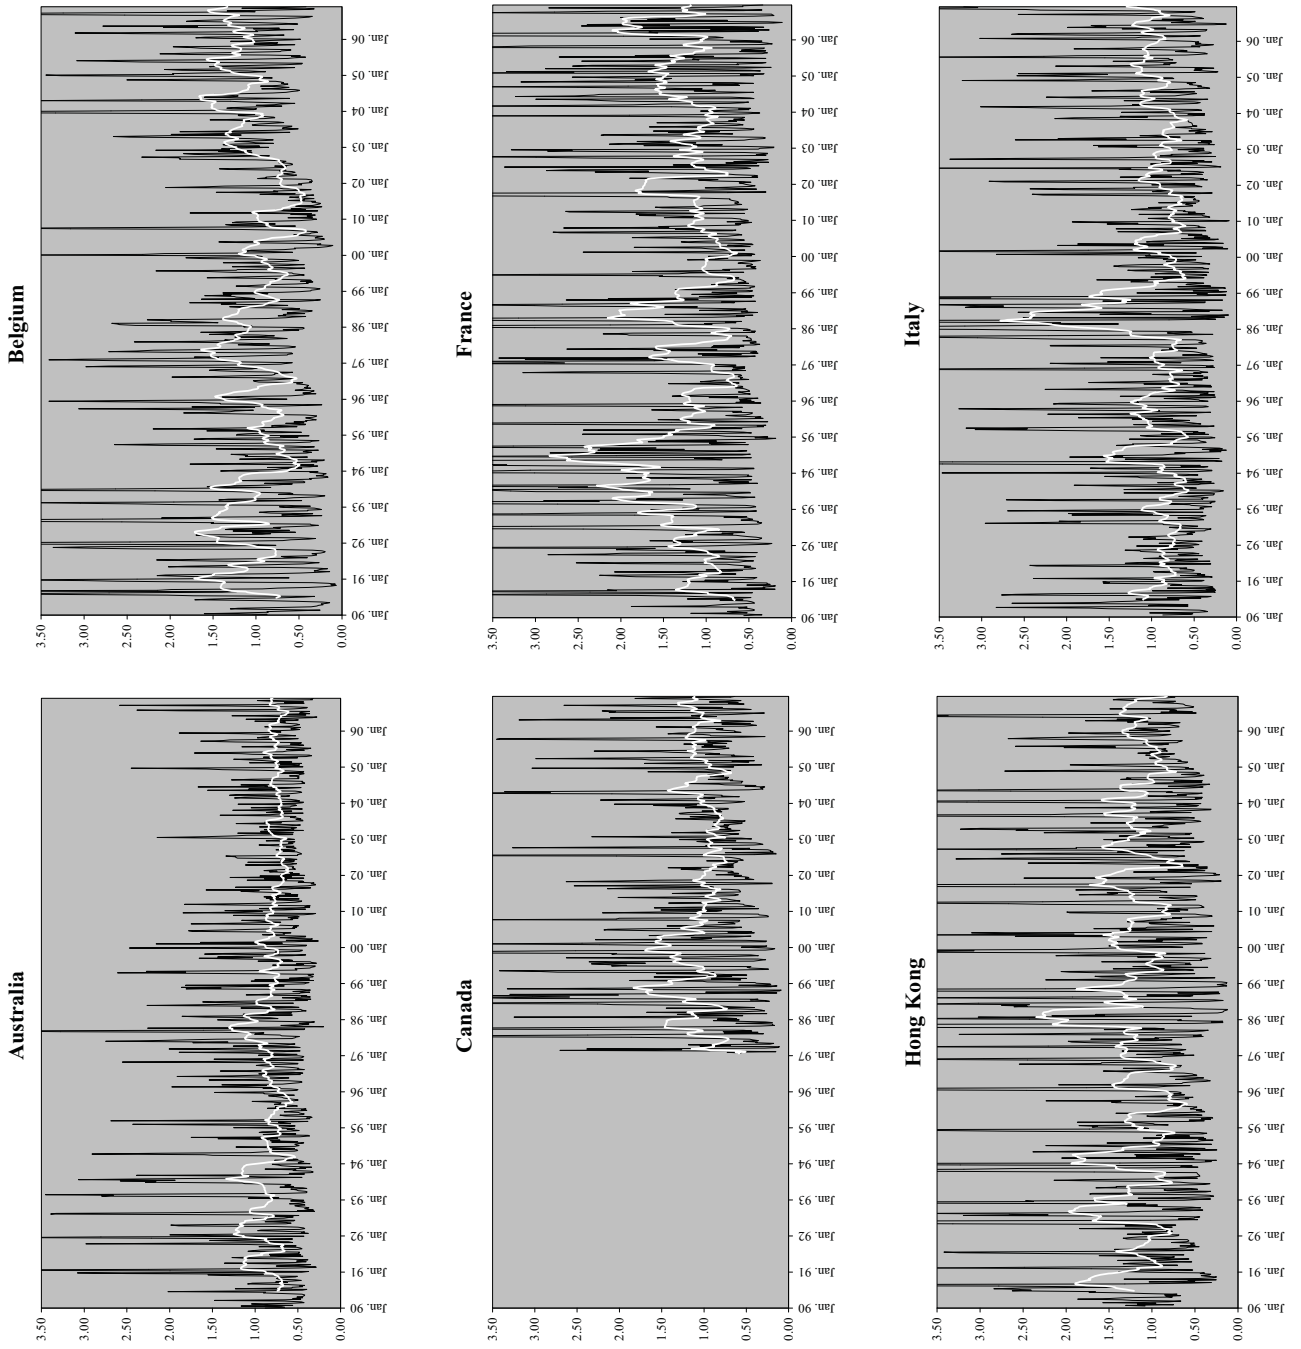 Australia
3.50
3.00
2.50
2.00
1.50
1.00
0.50
0.00
Jan. 90
Jan. 91
Jan. 92
Jan. 93
Jan. 94
Jan. 95
Jan. 96
Jan. 97
Jan. 98
Jan. 99
Jan. 00
Jan. 01
Jan. 02
Jan. 03
Jan. 04
Jan. 05
Jan. 06
Belgium
3.50
3.00
2.50
2.00
1.50
1.00
0.50
0.00
Jan. 90
Jan. 91
Jan. 92
Jan. 93
Jan. 94
Jan. 95
Jan. 96
Jan. 97
Jan. 98
Jan. 99
Jan. 00
Jan. 01
Jan. 02
Jan. 03
Jan. 04
Jan. 05
Jan. 06
Canada
3.50
3.00
2.50
2.00
1.50
1.00
0.50
0.00
Jan. 90
Jan. 91
Jan. 92
Jan. 93
Jan. 94
Jan. 95
Jan. 96
Jan. 97
Jan. 98
Jan. 99
Jan. 00
Jan. 01
Jan. 02
Jan. 03
Jan. 04
Jan. 05
Jan. 06
France
3.50
3.00
2.50
2.00
1.50
1.00
0.50
0.00
Jan. 90
Jan. 91
Jan. 92
Jan. 93
Jan. 94
Jan. 95
Jan. 96
Jan. 97
Jan. 98
Jan. 99
Jan. 00
Jan. 01
Jan. 02
Jan. 03
Jan. 04
Jan. 05
Jan. 06
Hong Kong
3.50
3.00
2.50
2.00
1.50
1.00
0.50
0.00
Jan. 90
Jan. 91
Jan. 92
Jan. 93
Jan. 94
Jan. 95
Jan. 96
Jan. 97
Jan. 98
Jan. 99
Jan. 00
Jan. 01
Jan. 02
Jan. 03
Jan. 04
Jan. 05
Jan. 06
Italy
3.50
3.00
2.50
2.00
1.50
1.00
0.50
0.00
Jan. 90
Jan. 91
Jan. 92
Jan. 93
Jan. 94
Jan. 95
Jan. 96
Jan. 97
Jan. 98
Jan. 99
Jan. 00
Jan. 01
Jan. 02
Jan. 03
Jan. 04
Jan. 05
Jan. 06